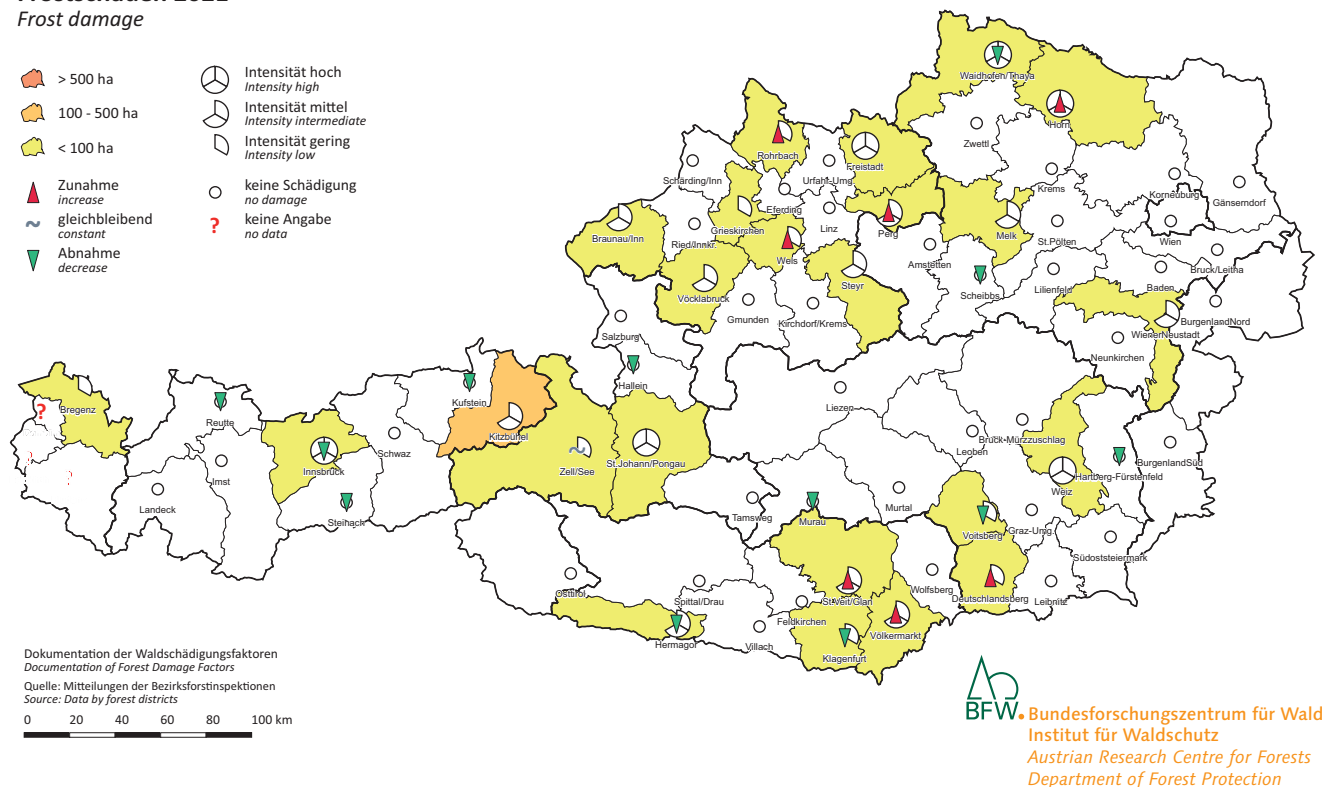 Frost damage
> 500 ha
100 - 500 ha
< 100 ha
Zunahme
increase
~ gleichbleibend
constant
Abnahme
decrease
Intensität hoch
Intensity high
Intensität mittel
Intensity intermediate
Intensität gering
Intensity low
keine Schädigung
no damage
? keine Angabe
no data
Waidhofen/Thaya
Horn
Zwettl
Rohrbach
Freistadt
Schärding/Inn
Urfahr-Umg.
Krems
Korneuburg
Gänserndorf
Eferding
Grieskirchen
Braunau/Inn
Ried/Innkr.
Linz
Perg
Melk
St.Pölten
Wien
Wels
Amstetten
Bruck/Leitha
Steyr
Scheibbs
Lilienfeld
Baden
Vöcklabruck
Gmunden
Kirchdorf/Krems
BurgenlandNord
WienerNeustadt
Salzburg
Neunkirchen
Hallein
Kufstein
Liezen
?
Bregenz
Reutte
Kitzbühel
Bruck-Mürzzuschlag
Schwaz
Leoben
Innsbruck
~
Zell/See
St.Johann/Pongau
BurgenlandSüd
Hartberg-Fürstenfeld
Imst
Weiz
Landeck
Steinach
Tamsweg
Murau
Murtal
Voitsberg
Graz-Umg.
Südoststeiermark
Osttirol
Spittal/Drau
St.Veit/Glan
Wolfsberg
Deutschlandsberg
Leibnitz
Feldkirchen
Völkermarkt
Hermagor
Villach
Klagenfurt
Dokumentation der Waldschädigungsfaktoren
Documentation of Forest Damage Factors
Quelle: Mitteilungen der Bezirksforstinspektionen
Source: Data by forest districts
0 20 40 60 80 100 km
BFW.
Bundesforschungszentrum für Wald
Institut für Waldschutz
Austrian Research Centre for Forests
Department of Forest Protection